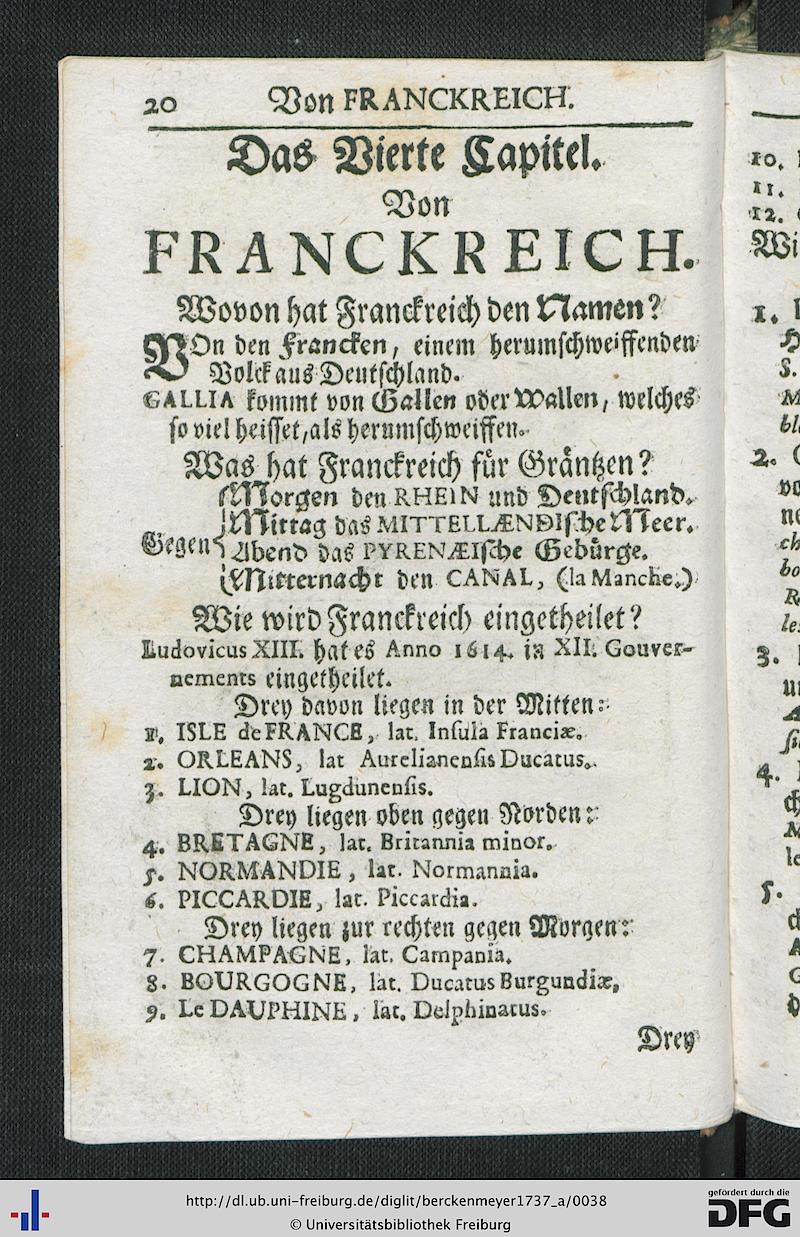 20 Von FRANCKREICH.
Das Vierte Capitel.
Von
FRANCKREICH.
Wovon hat Franckreich den Namen?
VOn den Francken, einem herumschweiffenden
Volck aus Deutschland.
GALLIA kommt von Gallen oder Wallen, welches
so viel heisset, als herumschweiffen.
Was hat Franckreich für Gräntzen?
Gegen
Morgen den RHEIN und Deutschland.
Mittag das MITTELLÆNDIsche Meer.
Abend das PYRENÆIsche Gebürge.
Mitternacht den CANAL, (la Manche.)
Wie wird Franckreich eingetheilet?
Ludovicus XIII. hat es Anno 1614. in XII. Gouver-
nements eingetheilet.
Drey davon liegen in der Mitten:
1. ISLE de FRANCE, lat. Insula Franciæ.
2. ORLEANS, lat Aurelianensis Ducatus.
3. LION, lat. Lugdunensis.
Drey liegen oben gegen Norden:
4. BRETAGNE, lat. Britannia minor.
5. NORMANDIE, lat. Normannia.
6. PICCARDIE, lat. Piccardia.
Drey liegen zur rechten gegen Morgen:
7. CHAMPAGNE, lat. Campania.
8. BOURGOGNE, lat. Ducatus Burgundiæ,
9. Le DAUPHINE, lat. Delphinatus.
Drey
10.
11.
12.
Wi
1.
S.
2.
3.
4.
5.
http://dl.ub.uni-freiburg.de/diglit/berckenmeyer1737_a/0038
© Universitätsbibliothek Freiburg
gefördert durch die
DFG